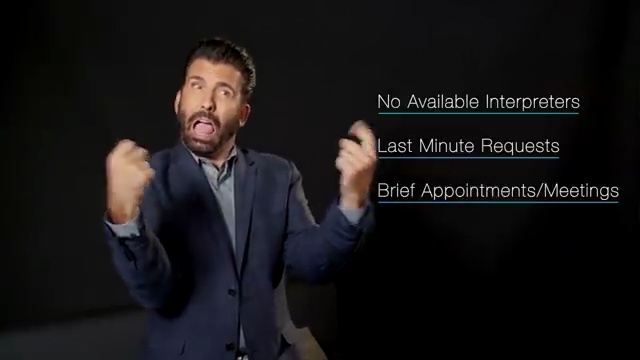 No Available Interpreters
Last Minute Requests
Brief Appointments/Meetings